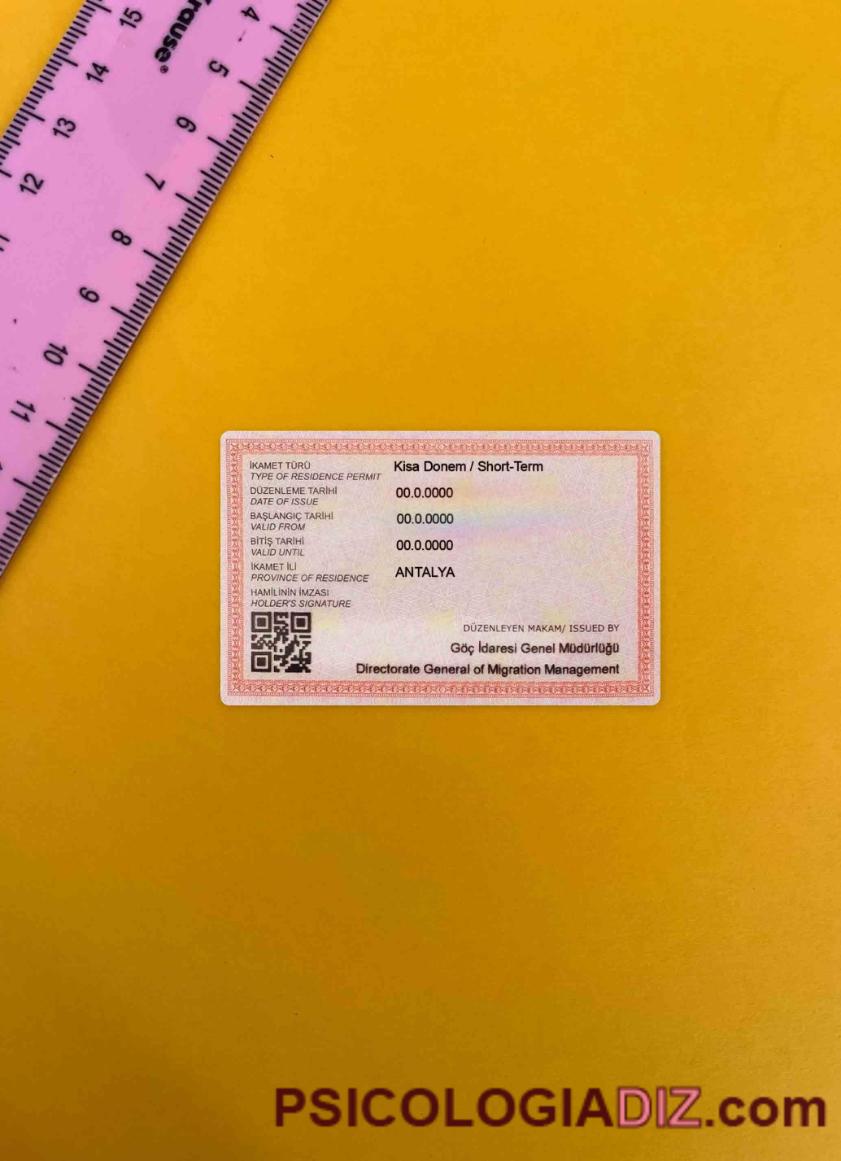 15
14
13
12
Krause®
4
5
6
7
8
9
10
11
İKAMET TÜRÜ
TYPE OF RESIDENCE PERMIT
Kisa Donem / Short-Term
DÜZENLEME TARİHİ
DATE OF ISSUE
00.0.0000
BAŞLANGIÇ TARİHİ
VALID FROM
00.0.0000
BİTİŞ TARİHİ
VALID UNTIL
00.0.0000
İKAMET İLİ
PROVINCE OF RESIDENCE
ANTALYA
HAMİLİNİN İMZASI
HOLDER'S SIGNATURE
DÜZENLEYEN MAKAM/ ISSUED BY
Göç İdaresi Genel Müdürlüğü
Directorate General of Migration Management
PSICOLOGIADIZ.com